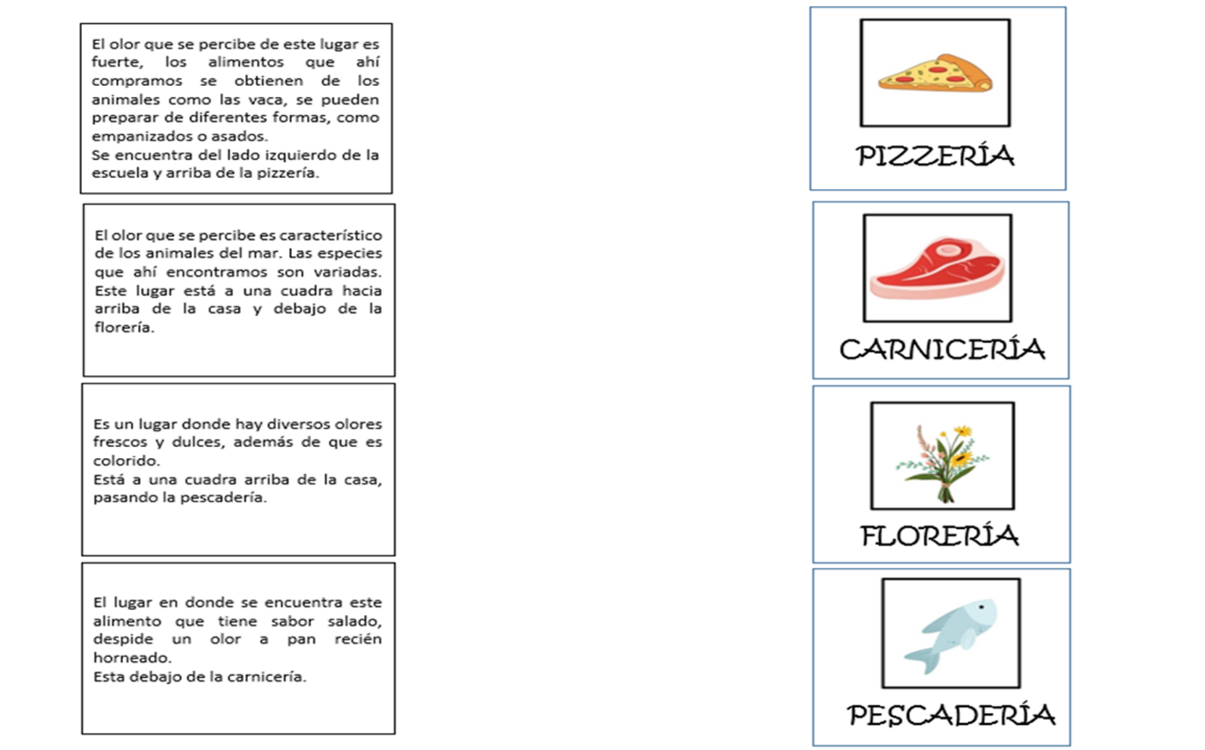 El olor que se percibe de este lugar es
fuerte, los alimentos que ahí
compramos se obtienen de los
animales como las vaca, se pueden
preparar de diferentes formas, como
empanizados o asados.
Se encuentra del lado izquierdo de la
escuela y arriba de la pizzería.
El olor que se percibe es característico
de los animales del mar. Las especies
que ahí encontramos son variadas.
Este lugar está a una cuadra hacia
arriba de la casa y debajo de la
florería.
Es un lugar donde hay diversos olores
frescos y dulces, además de que es
colorido.
Está a una cuadra arriba de la casa,
pasando la pescadería.
El lugar en donde se encuentra este
alimento que tiene sabor salado,
despide un olor a pan recién
horneado.
Esta debajo de la carnicería.
PIZZERÍA
CARNICERÍA
FLORERÍA
PESCADERÍA